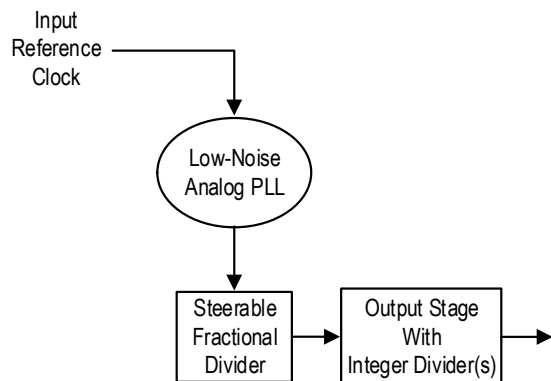 Input
Reference
Clock
Low-Noise
Analog PLL
Steerable
Fractional
Divider
Output Stage
With
Integer Divider(s)